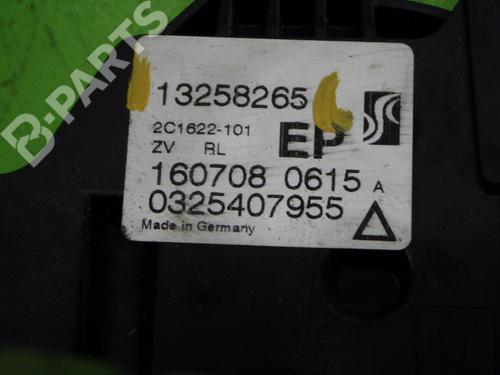 B-PARTS
13258265
2C1622-101
ZV RL
EP
160708 0615 A
0325407955
Made in Germany